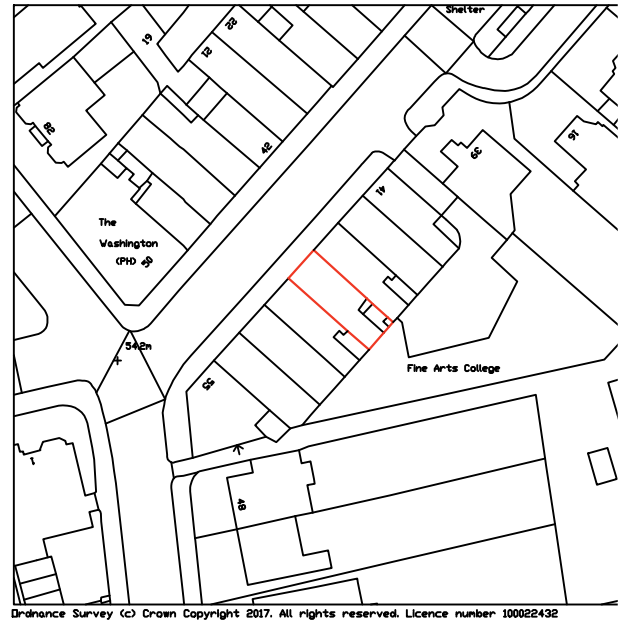 Shelter
22
19
12
82
42
39
16
41
The
Washington
(PH) 50
54.2m
Fine Arts College
55
1
48
Ordnance Survey (c) Crown Copyright 2017. All rights reserved. Licence number 100022432